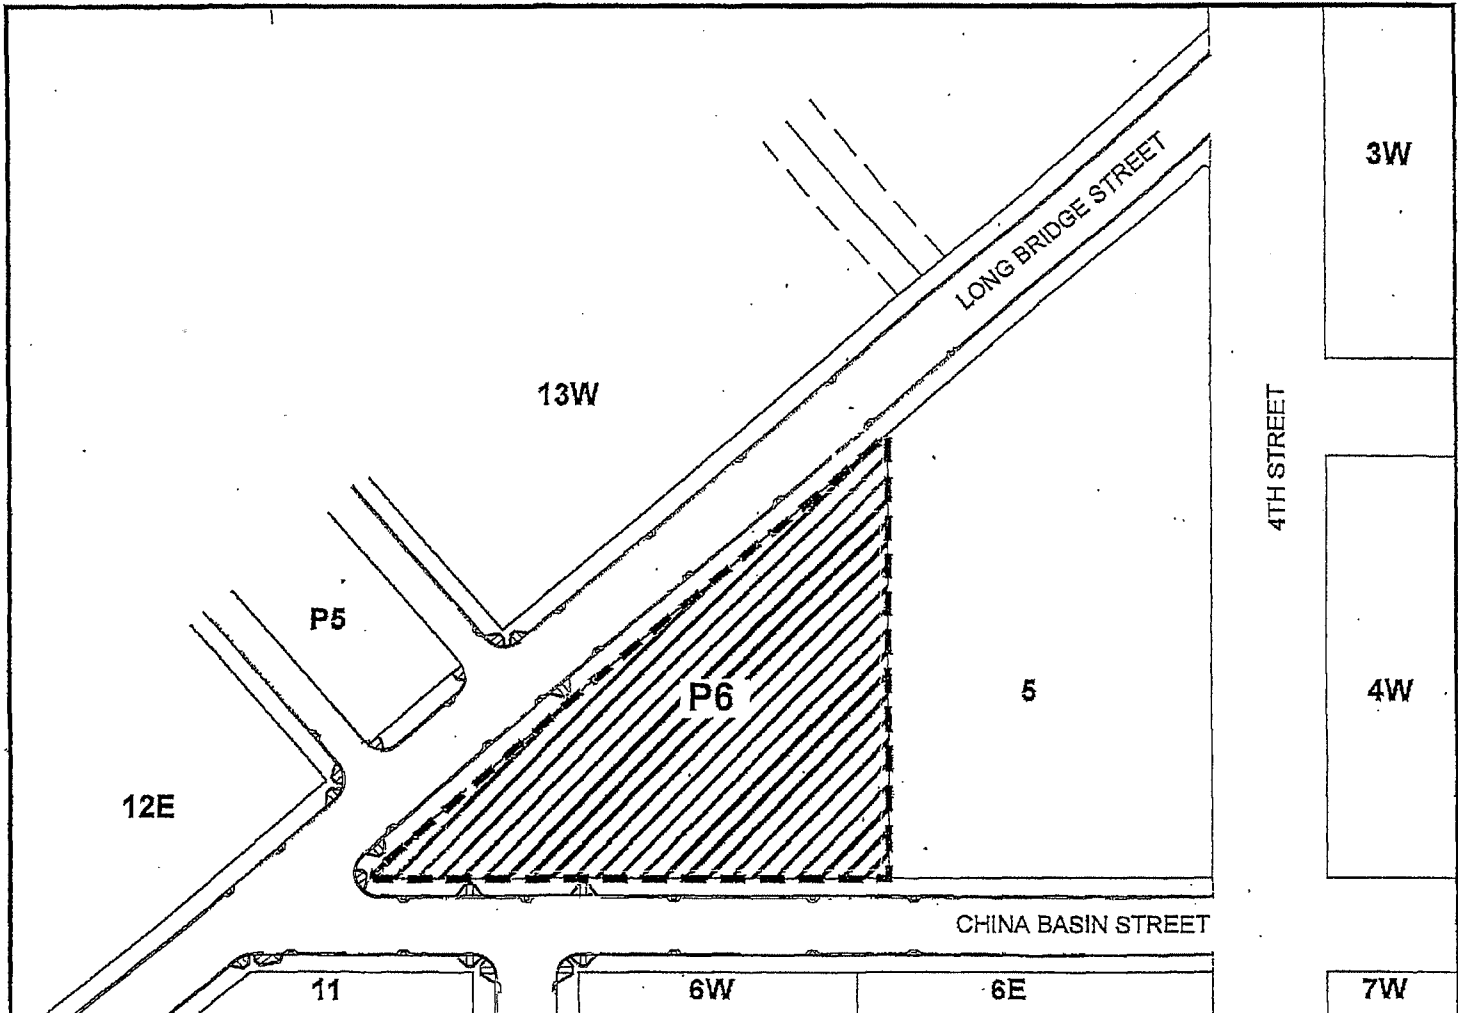 3W
LONG BRIDGE STREET
13W
4TH STREET
P5
P6
5
4W
12E
CHINA BASIN STREET
11
6W
6E
7W